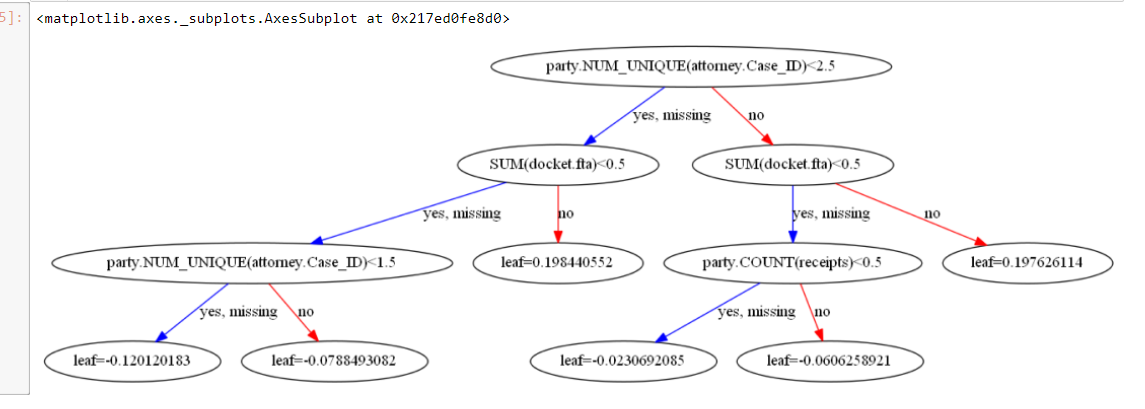 5]: <matplotlib.axes._subplots.AxesSubplot at 0x217ed0fe8d0>
party.NUM_UNIQUE(attorney.Case_ID)<2.5
yes, missing no
SUM(docket.fta)<0.5 SUM(docket.fta)<0.5
yes, missing no yes, missing no
party.NUM_UNIQUE(attorney.Case_ID)<1.5 leaf=0.198440552 party.COUNT(receipts)<0.5 leaf=0.197626114
yes, missing no yes, missing no
leaf=-0.120120183 leaf=-0.0788493082 leaf=-0.0230692085 leaf=-0.0606258921